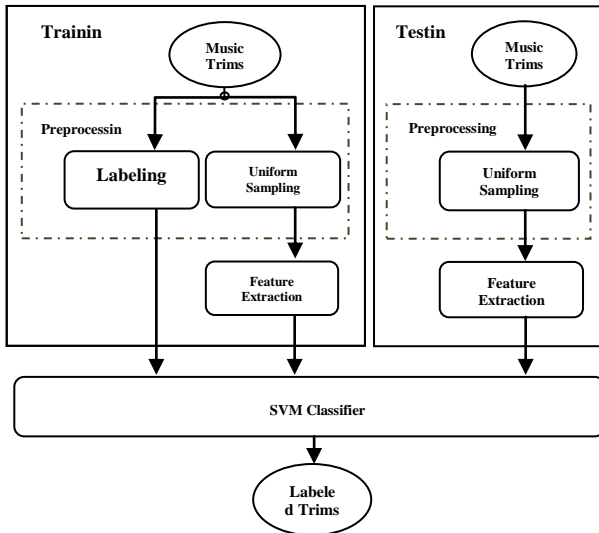 Trainin
Music
Trims
Preprocessin
Labeling
Uniform
Sampling
Feature
Extraction
Testin
Music
Trims
Preprocessing
Uniform
Sampling
Feature
Extraction
SVM Classifier
Labele
d Trims